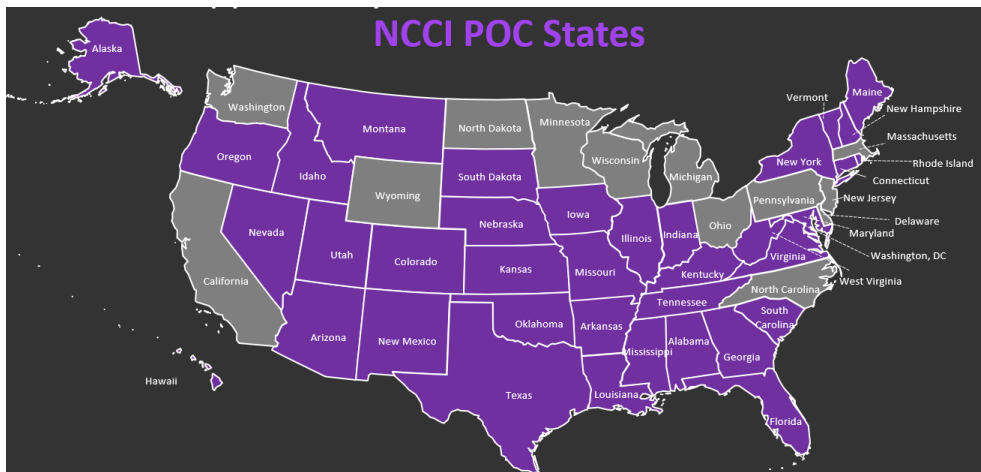 NCCI POC States
Alaska
Washington
Montana
North Dakota
Minnesota
Vermont
Maine
New Hampshire
Massachusetts
Oregon
Idaho
Wyoming
South Dakota
Wisconsin
Michigan
New York
Rhode Island
Connecticut
Nebraska
Iowa
Pennsylvania
New Jersey
Nevada
Utah
Colorado
Kansas
Illinois
Indiana
Ohio
Delaware
Maryland
Washington, DC
California
Missouri
Kentucky
Virginia
West Virginia
North Carolina
Tennessee
Arizona
New Mexico
Oklahoma
Arkansas
South
Carolina
Mississippi
Alabama
Georgia
Hawaii
Texas
Louisiana
Florida